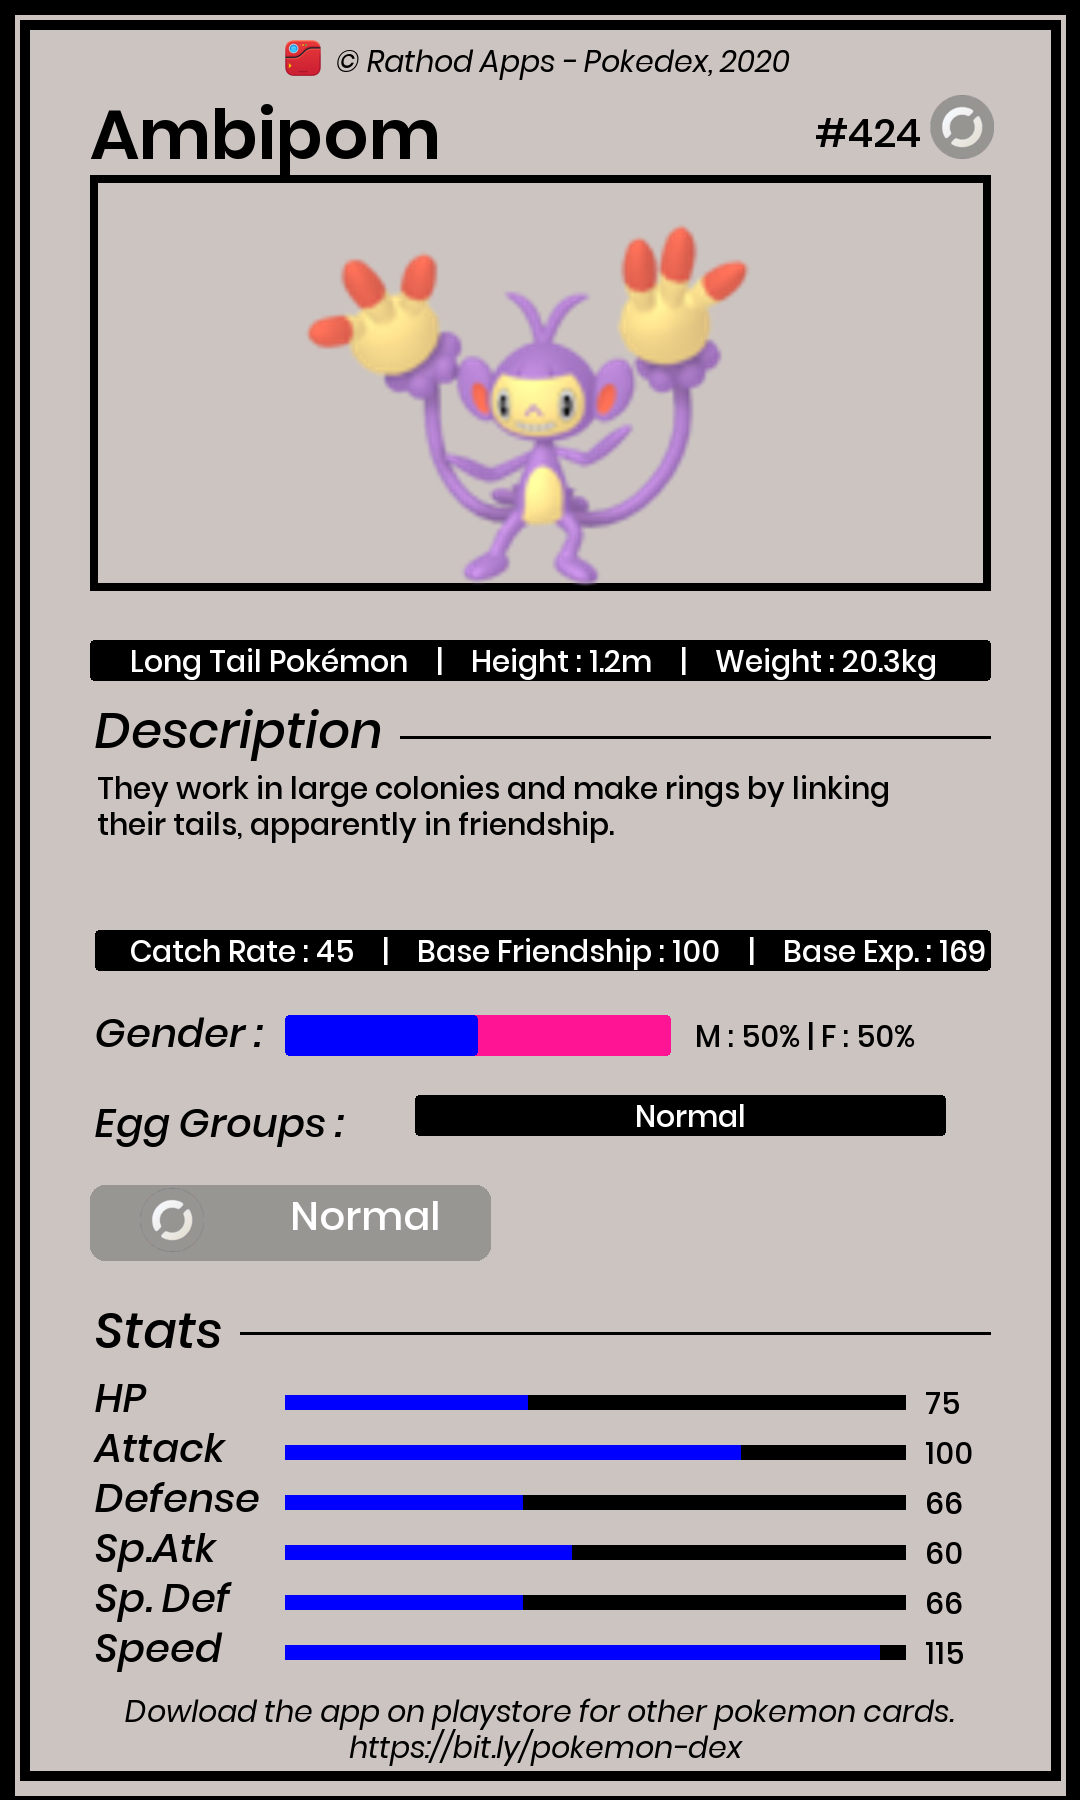 © Rathod Apps - Pokedex, 2020
Ambipom
#424
Long Tail Pokémon | Height : 1.2m | Weight : 20.3kg
Description
They work in large colonies and make rings by linking
their tails, apparently in friendship.
Catch Rate : 45 | Base Friendship : 100 | Base Exp. : 169
Gender : M : 50% | F : 50%
Egg Groups : Normal
Normal
Stats
HP 75
Attack 100
Defense 66
Sp.Atk 60
Sp. Def 66
Speed 115
Dowload the app on playstore for other pokemon cards.
https://bit.ly/pokemon-dex